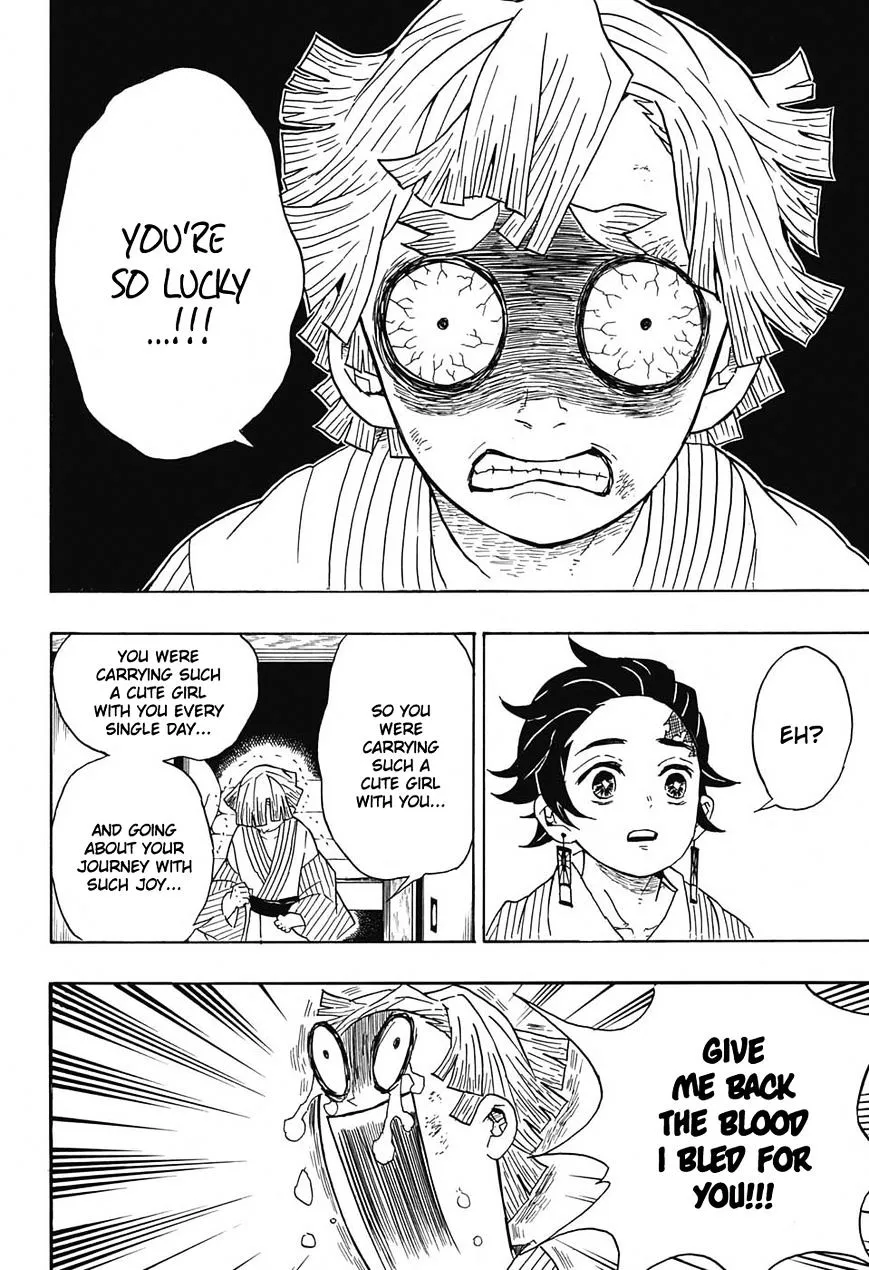 YOU'RE
SO LUCKY
...!!!
EH?
SO YOU
WERE
CARRYING
SUCH A
CUTE GIRL
WITH YOU...
YOU WERE
CARRYING SUCH
A CUTE GIRL
WITH YOU EVERY
SINGLE DAY...
AND GOING
ABOUT YOUR
JOURNEY WITH
SUCH JOY...
GIVE
ME BACK
THE BLOOD
I BLED FOR
YOU!!!